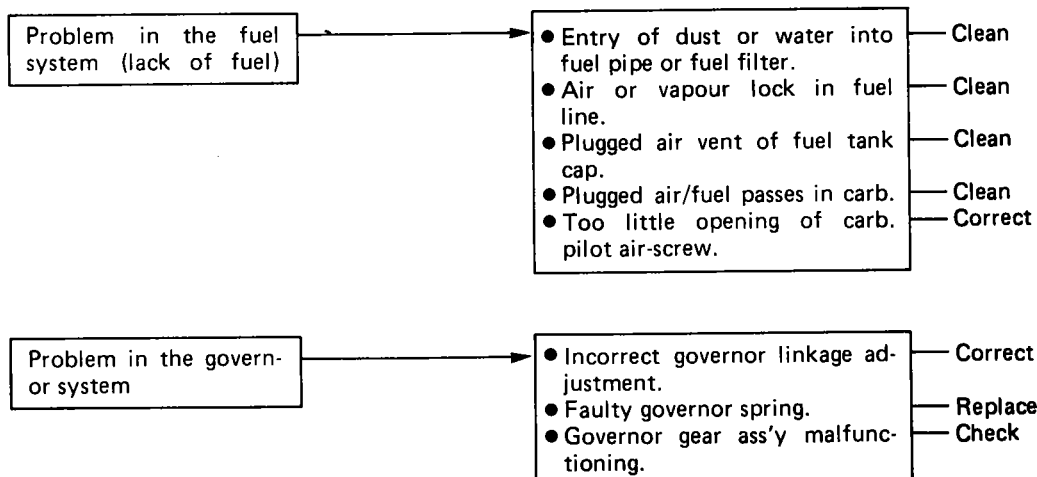 Problem in the fuel
system (lack of fuel)
● Entry of dust or water into
fuel pipe or fuel filter.
Clean
● Air or vapour lock in fuel
line.
Clean
● Plugged air vent of fuel tank
cap.
Clean
● Plugged air/fuel passes in carb.
Clean
● Too little opening of carb.
pilot air-screw.
Correct
Problem in the govern-
or system
● Incorrect governor linkage ad-
justment.
Correct
● Faulty governor spring.
Replace
● Governor gear ass'y malfunc-
tioning.
Check